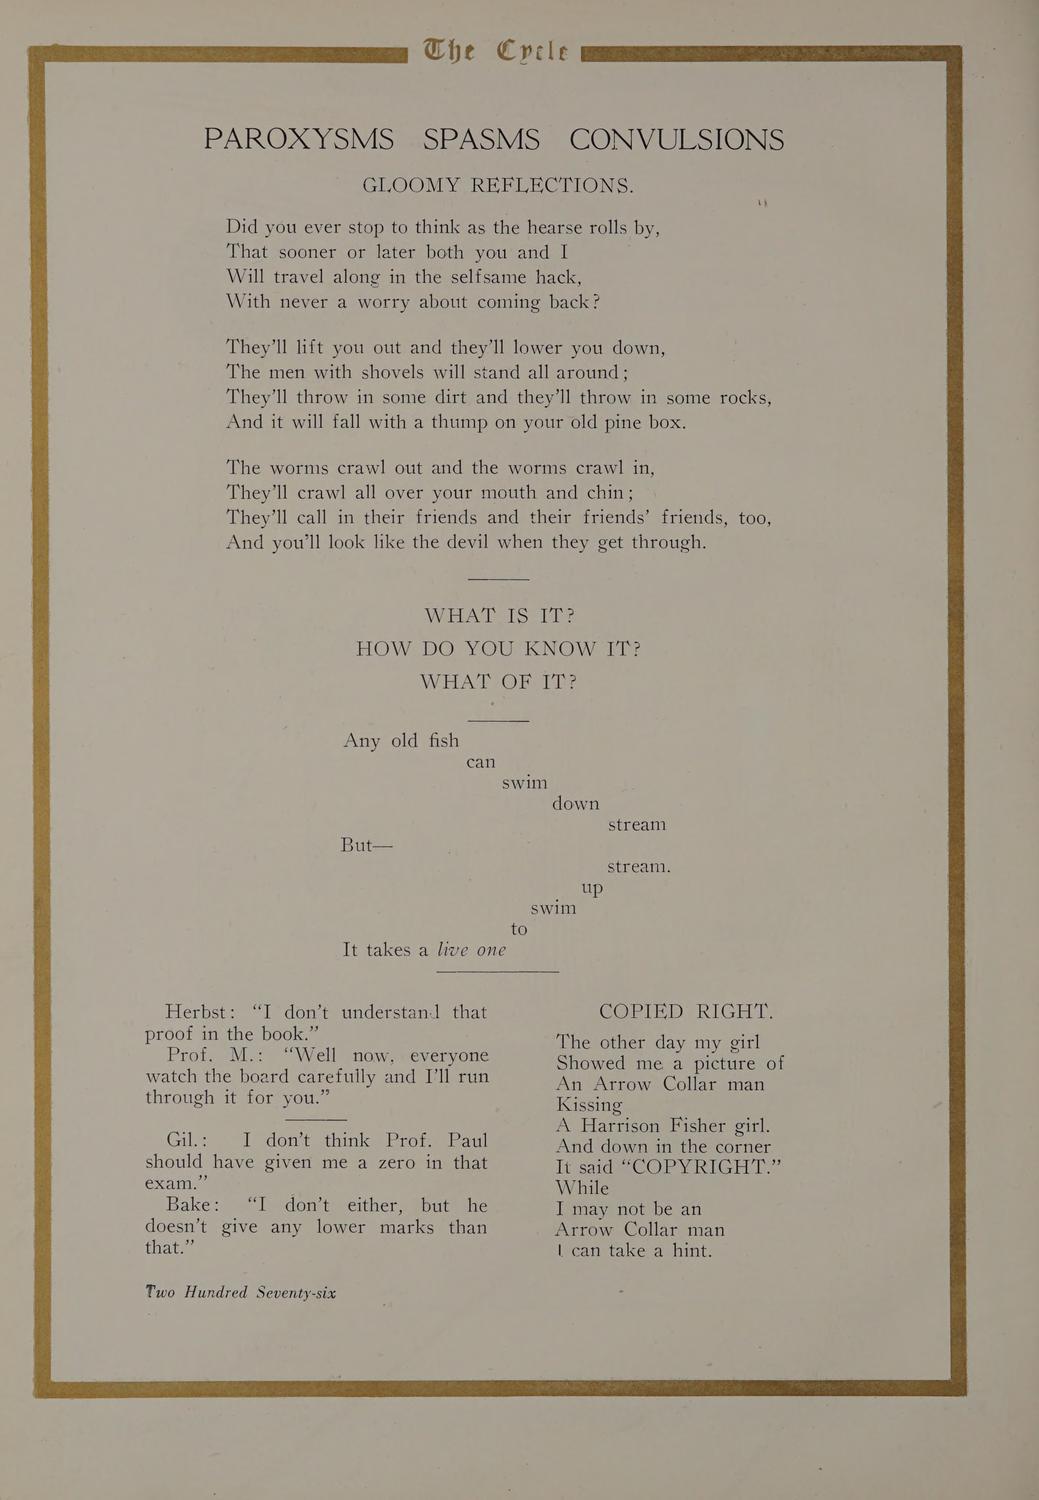 The Cycle
PAROXYSMS SPASMS CONVULSIONS
GLOOMY REFLECTIONS.
Did you ever stop to think as the hearse rolls by,
That sooner or later both you and I
Will travel along in the selfsame hack,
With never a worry about coming back?
They'll lift you out and they'll lower you down,
The men with shovels will stand all around;
They'll throw in some dirt and they'll throw in some rocks,
And it will fall with a thump on your old pine box.
The worms crawl out and the worms crawl in,
They'll crawl all over your mouth and chin;
They'll call in their friends and their friends' friends, too,
And you'll look like the devil when they get through.
WHAT IS IT?
HOW DO YOU KNOW IT?
WHAT OF IT?
Any old fish
can
swim
down
stream
But—
stream.
up
swim
to
It takes a live one
Herbst: "I don't understand that
proof in the book."
Prof. M.: "Well now, everyone
watch the board carefully and I'll run
through it for you."
Gil.: I don't think Prof. Paul
should have given me a zero in that
exam."
Bake: "I don't either, but he
doesn't give any lower marks than
that."
COPIED RIGHT.
The other day my girl
Showed me a picture of
An Arrow Collar man
Kissing
A Harrison Fisher girl.
And down in the corner
It said "COPYRIGHT."
While
I may not be an
Arrow Collar man
I can take a hint.
Two Hundred Seventy-six